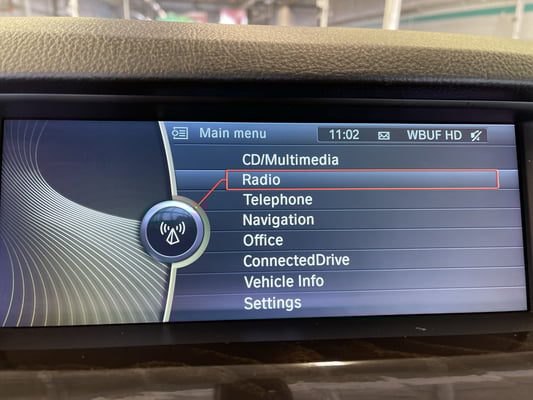 Main menu 11:02 WBUF HD
CD/Multimedia
Radio
Telephone
Navigation
Office
ConnectedDrive
Vehicle Info
Settings